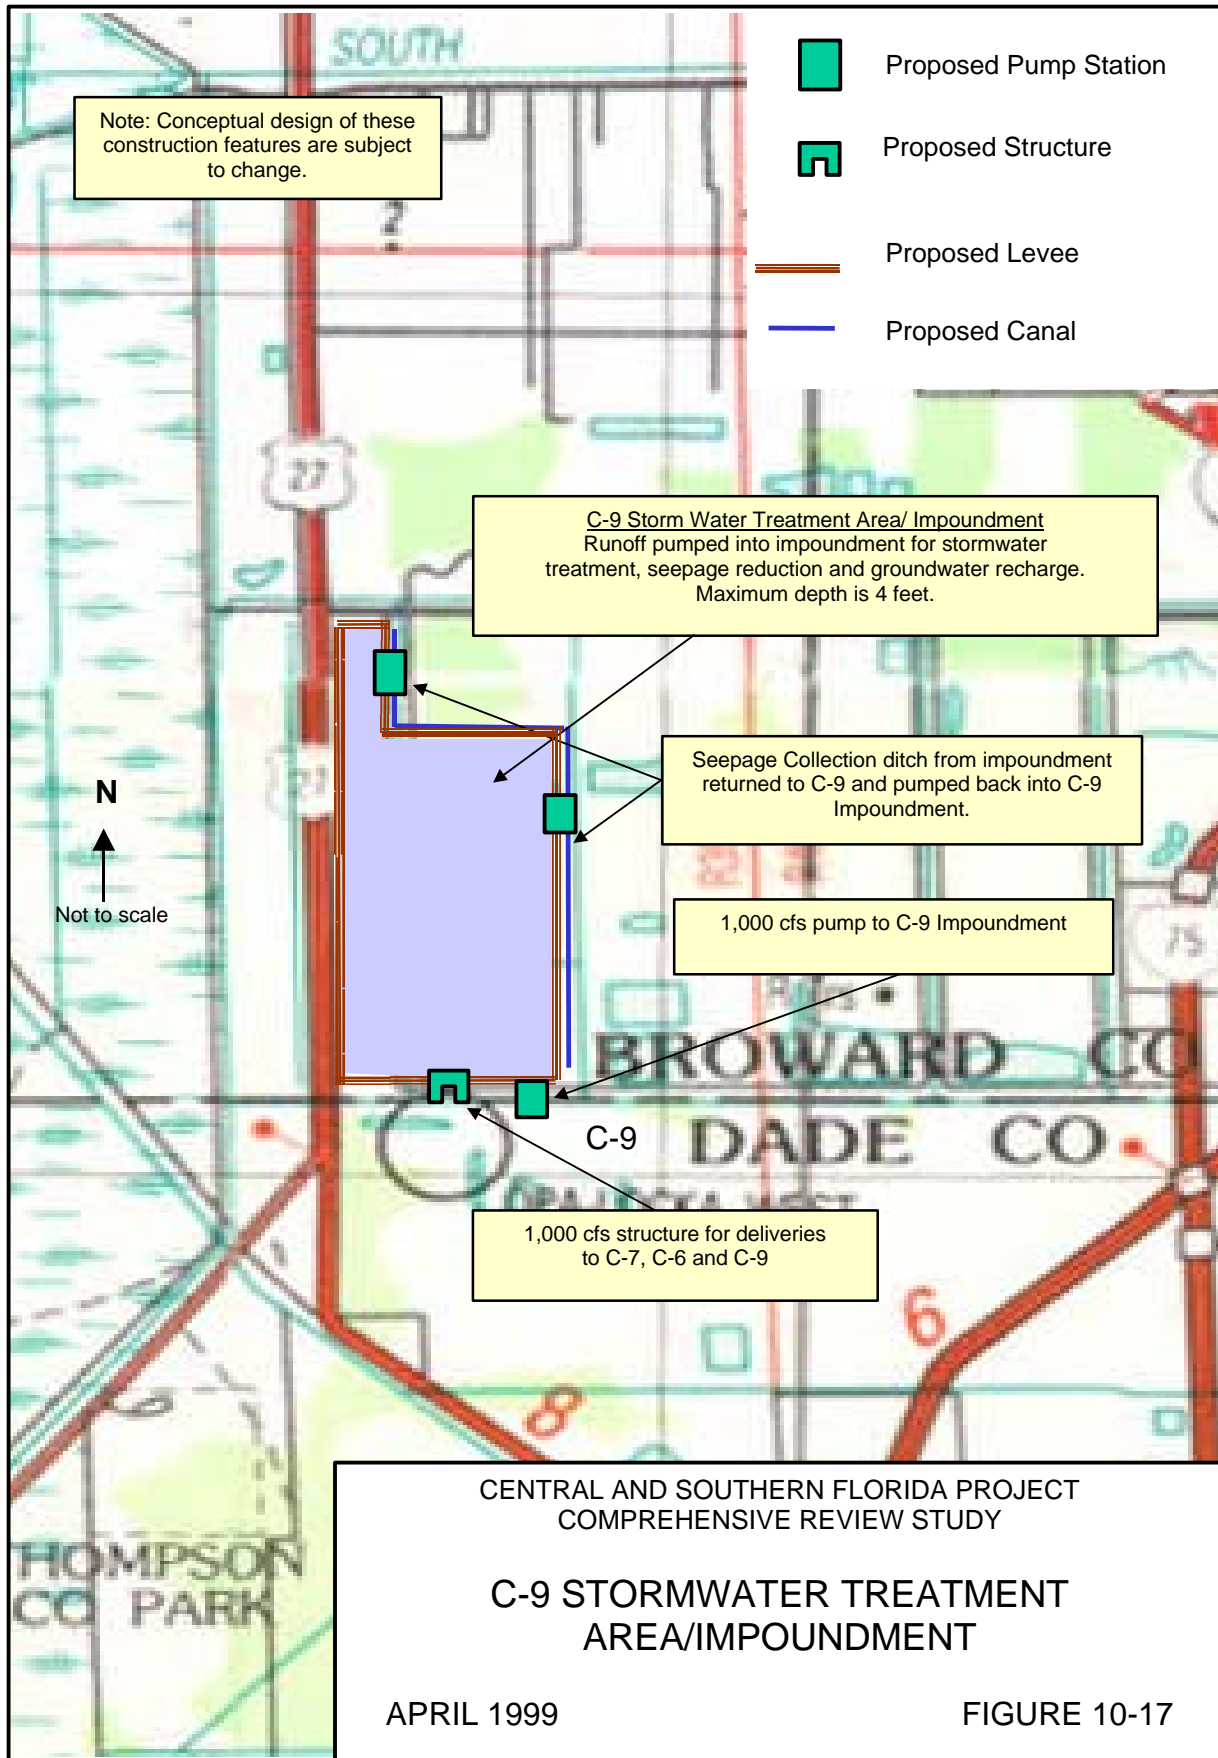 SOUTH
Proposed Pump Station
Note: Conceptual design of these
construction features are subject
to change.
Proposed Structure
?
Proposed Levee
Proposed Canal
27
C-9 Storm Water Treatment Area/ Impoundment
Runoff pumped into impoundment for stormwater
treatment, seepage reduction and groundwater recharge.
Maximum depth is 4 feet.
27
Seepage Collection ditch from impoundment
returned to C-9 and pumped back into C-9
Impoundment.
N
Not to scale
1,000 cfs pump to C-9 Impoundment
75
BROWARD CO
C-9
DADE CO
OPA LOCKA WEST
1,000 cfs structure for deliveries
to C-7, C-6 and C-9
6
8
HOMPSON
CO PARK
CENTRAL AND SOUTHERN FLORIDA PROJECT
COMPREHENSIVE REVIEW STUDY
C-9 STORMWATER TREATMENT
AREA/IMPOUNDMENT
APRIL 1999
FIGURE 10-17